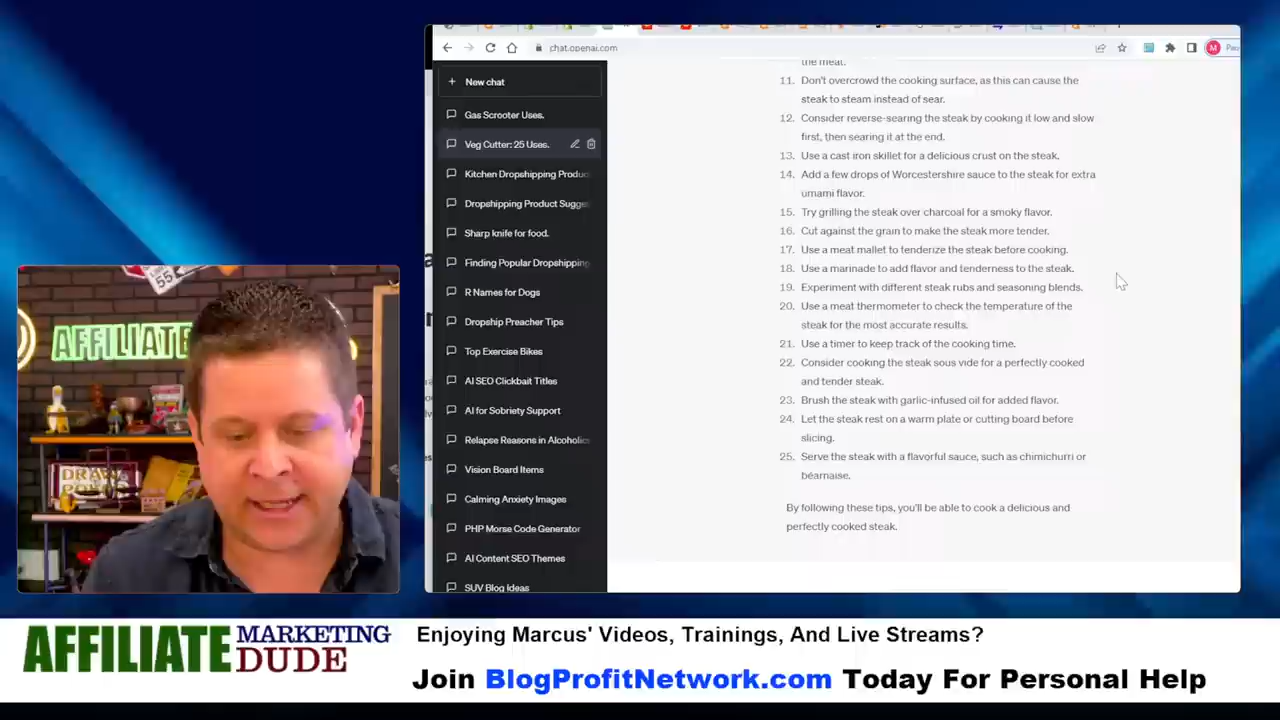 chat.openai.com
M
New chat
Gas Scrooter Uses.
Veg Cutter: 25 Uses.
Kitchen Dropshipping Produc
Dropshipping Product Sugge
Sharp knife for food.
Finding Popular Dropshipping
R Names for Dogs
Dropship Preacher Tips
Top Exercise Bikes
AI SEO Clickbait Titles
AI for Sobriety Support
Relapse Reasons in Alcoholics
Vision Board Items
Calming Anxiety Images
PHP Morse Code Generator
AI Content SEO Themes
SUV Blog Ideas
the meat.
11. Don't overcrowd the cooking surface, as this can cause the
steak to steam instead of sear.
12. Consider reverse-searing the steak by cooking it low and slow
first, then searing it at the end.
13. Use a cast iron skillet for a delicious crust on the steak.
14. Add a few drops of Worcestershire sauce to the steak for extra
umami flavor.
15. Try grilling the steak over charcoal for a smoky flavor.
16. Cut against the grain to make the steak more tender.
17. Use a meat mallet to tenderize the steak before cooking.
18. Use a marinade to add flavor and tenderness to the steak.
19. Experiment with different steak rubs and seasoning blends.
20. Use a meat thermometer to check the temperature of the
steak for the most accurate results.
21. Use a timer to keep track of the cooking time.
22. Consider cooking the steak sous vide for a perfectly cooked
and tender steak.
23. Brush the steak with garlic-infused oil for added flavor.
24. Let the steak rest on a warm plate or cutting board before
slicing.
25. Serve the steak with a flavorful sauce, such as chimichurri or
béarnaise.
By following these tips, you'll be able to cook a delicious and
perfectly cooked steak.
55
AFFILIATE
AFFILIATE MARKETING
DUDE
Enjoying Marcus' Videos, Trainings, And Live Streams?
Join BlogProfitNetwork.com Today For Personal Help